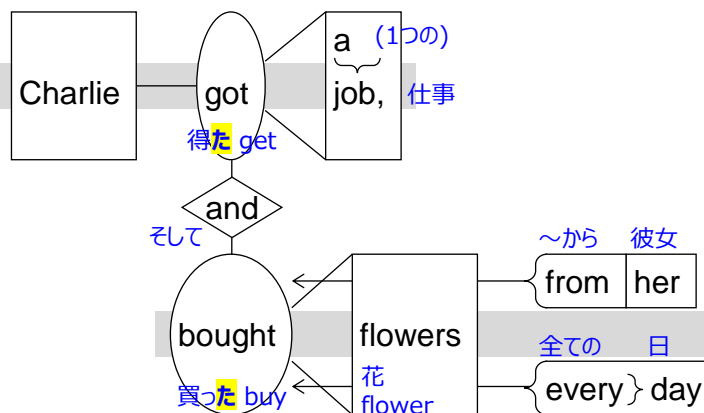 a (1つの)
Charlie got job, 仕事
得た get
and
そして
～から 彼女
from her
bought flowers
全ての 日
買った buy 花
flower
every day